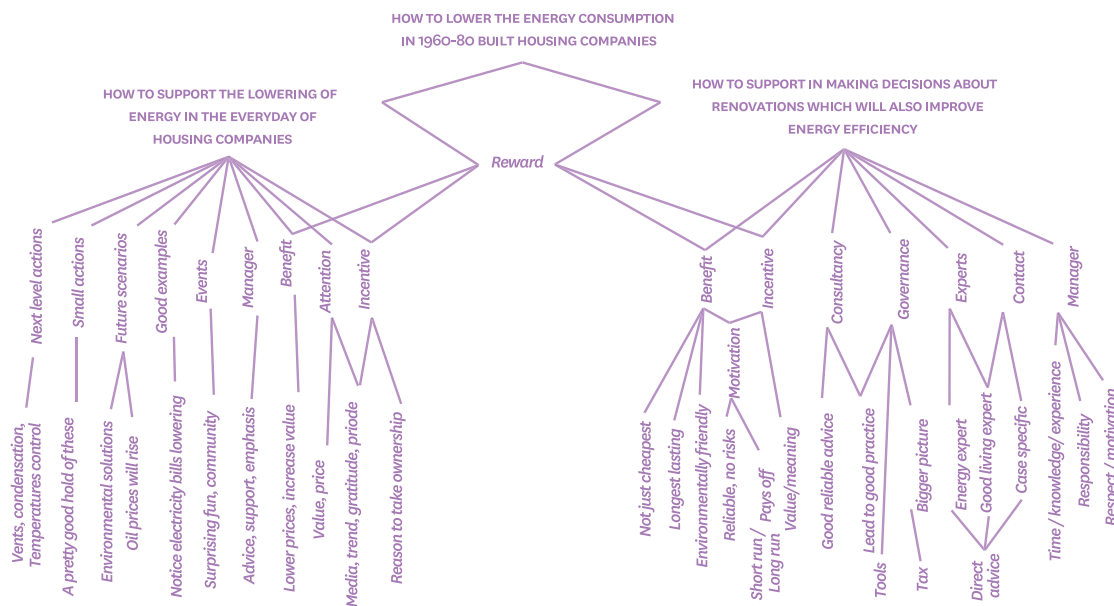 HOW TO LOWER THE ENERGY CONSUMPTION
IN 1960-80 BUILT HOUSING COMPANIES
HOW TO SUPPORT THE LOWERING OF
ENERGY IN THE EVERYDAY OF
HOUSING COMPANIES
HOW TO SUPPORT IN MAKING DECISIONS ABOUT
RENOVATIONS WHICH WILL ALSO IMPROVE
ENERGY EFFICIENCY
Reward
Next level actions
Small actions
Future scenarios
Good examples
Events
Manager
Benefit
Attention
Incentive
Benefit
Incentive
Consultancy
Governance
Experts
Contact
Manager
Motivation
Vents, condensation,
Temperatures control
A pretty good hold of these
Environmental solutions
Oil prices will rise
Notice electricity bills lowering
Surprising fun, community
Advice, support, emphasis
Lower prices, increase value
Value, price
Media, trend, gratitude, priode
Reason to take ownership
Not just cheapest
Longest lasting
Environmentally friendly
Reliable, no risks
Short run /
Long run
Pays off
Value/meaning
Good reliable advice
Lead to good practice
Tools
Bigger picture
Tax
Energy expert
Good living expert
Case specific
Direct
advice
Time / knowledge/ experience
Responsibility
Respect / motivation